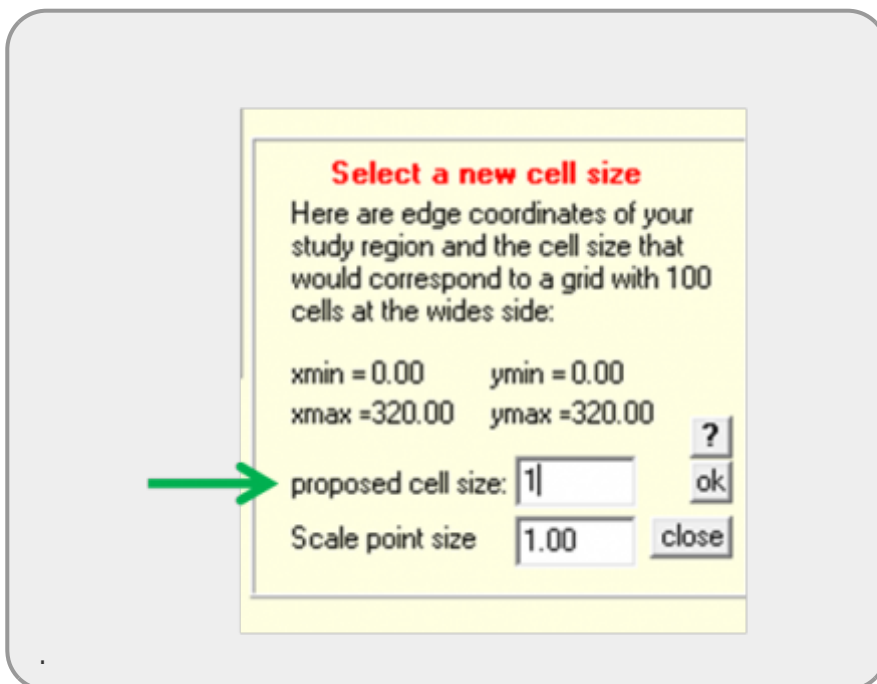 Select a new cell size
Here are edge coordinates of your
study region and the cell size that
would correspond to a grid with 100
cells at the wides side:
xmin = 0.00 ymin = 0.00
xmax =320.00 ymax =320.00
?
proposed cell size: 1 ok
Scale point size 1.00 close
.